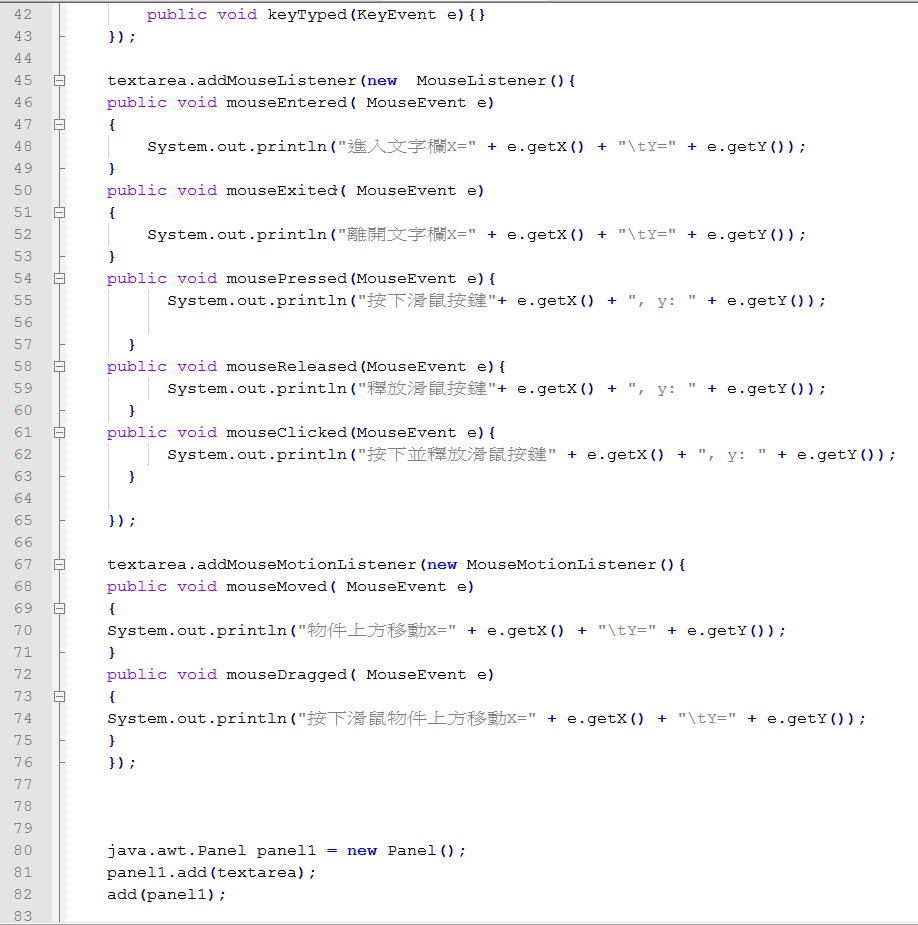 42 public void keyTyped(KeyEvent e){}
43 });
44
45 textarea.addMouseListener(new  MouseListener(){
46 public void mouseEntered( MouseEvent e)
47 {
48 System.out.println("進入文字欄X=" + e.getX() + "\tY=" + e.getY());
49 }
50 public void mouseExited( MouseEvent e)
51 {
52 System.out.println("離開文字欄X=" + e.getX() + "\tY=" + e.getY());
53 }
54 public void mousePressed(MouseEvent e){
55 System.out.println("按下滑鼠按鍵"+ e.getX() + ", y: " + e.getY());
56
57 }
58 public void mouseReleased(MouseEvent e){
59 System.out.println("釋放滑鼠按鍵"+ e.getX() + ", y: " + e.getY());
60 }
61 public void mouseClicked(MouseEvent e){
62 System.out.println("按下並釋放滑鼠按鍵" + e.getX() + ", y: " + e.getY());
63 }
64
65 });
66
67 textarea.addMouseMotionListener(new MouseMotionListener(){
68 public void mouseMoved( MouseEvent e)
69 {
70 System.out.println("物件上方移動X=" + e.getX() + "\tY=" + e.getY());
71 }
72 public void mouseDragged( MouseEvent e)
73 {
74 System.out.println("按下滑鼠物件上方移動X=" + e.getX() + "\tY=" + e.getY());
75 }
76 });
77
78
79
80 java.awt.Panel panel1 = new Panel();
81 panel1.add(textarea);
82 add(panel1);
83